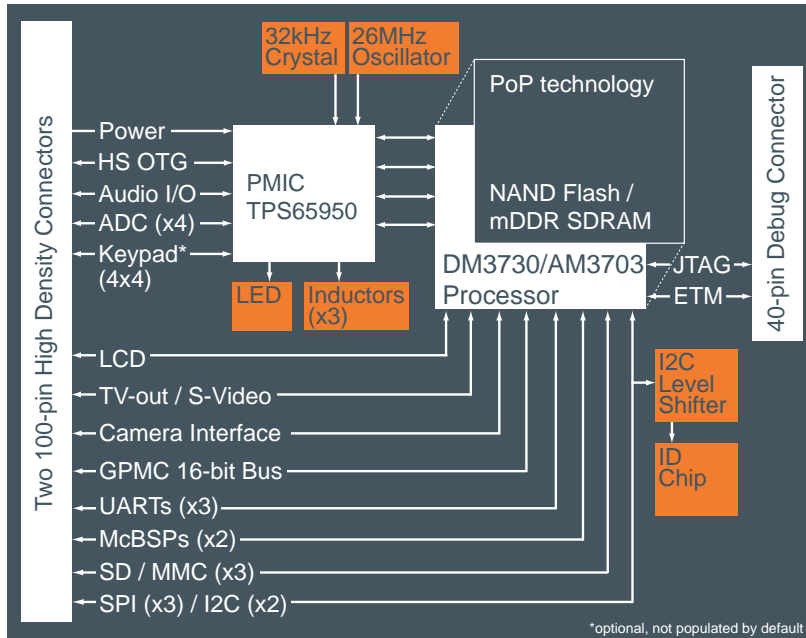 32kHz
Crystal
26MHz
Oscillator
PoP technology
NAND Flash /
mDDR SDRAM
Two 100-pin High Density Connectors
Power
HS OTG
Audio I/O
ADC (x4)
Keypad*
(4x4)
PMIC
TPS65950
LED
Inductors
(x3)
DM3730/AM3703
Processor
JTAG
ETM
40-pin Debug Connector
LCD
TV-out / S-Video
Camera Interface
GPMC 16-bit Bus
UARTs (x3)
McBSPs (x2)
SD / MMC (x3)
SPI (x3) / I2C (x2)
I2C
Level
Shifter
ID
Chip
*optional, not populated by default